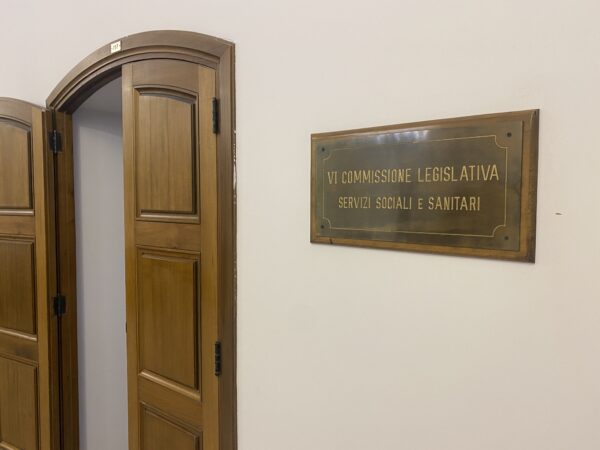 VI COMMISSIONE LEGISLATIVA
SERVIZI SOCIALI E SANITARI